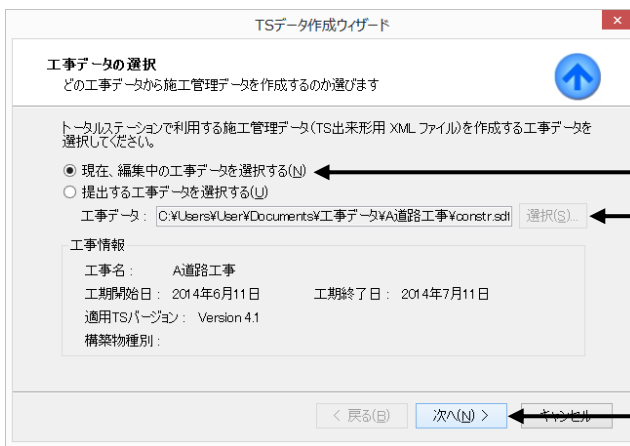 TSデータ作成ウィザード
×
工事データの選択
どの工事データから施工管理データを作成するのか選びます
トータルステーションで利用する施工管理データ(TS出来形用 XML ファイル)を作成する工事データを
選択してください。
現在、編集中の工事データを選択する(N)
提出する工事データを選択する(U)
工事データ: C:¥Users¥User¥Documents¥工事データ¥A道路工事¥constr.sdt 選択(S)...
工事情報
工事名: A道路工事
工期開始日: 2014年6月11日 工期終了日: 2014年7月11日
適用TSバージョン: Version 4.1
構築物種別:
< 戻る(B) 次へ(N) > キャンセル